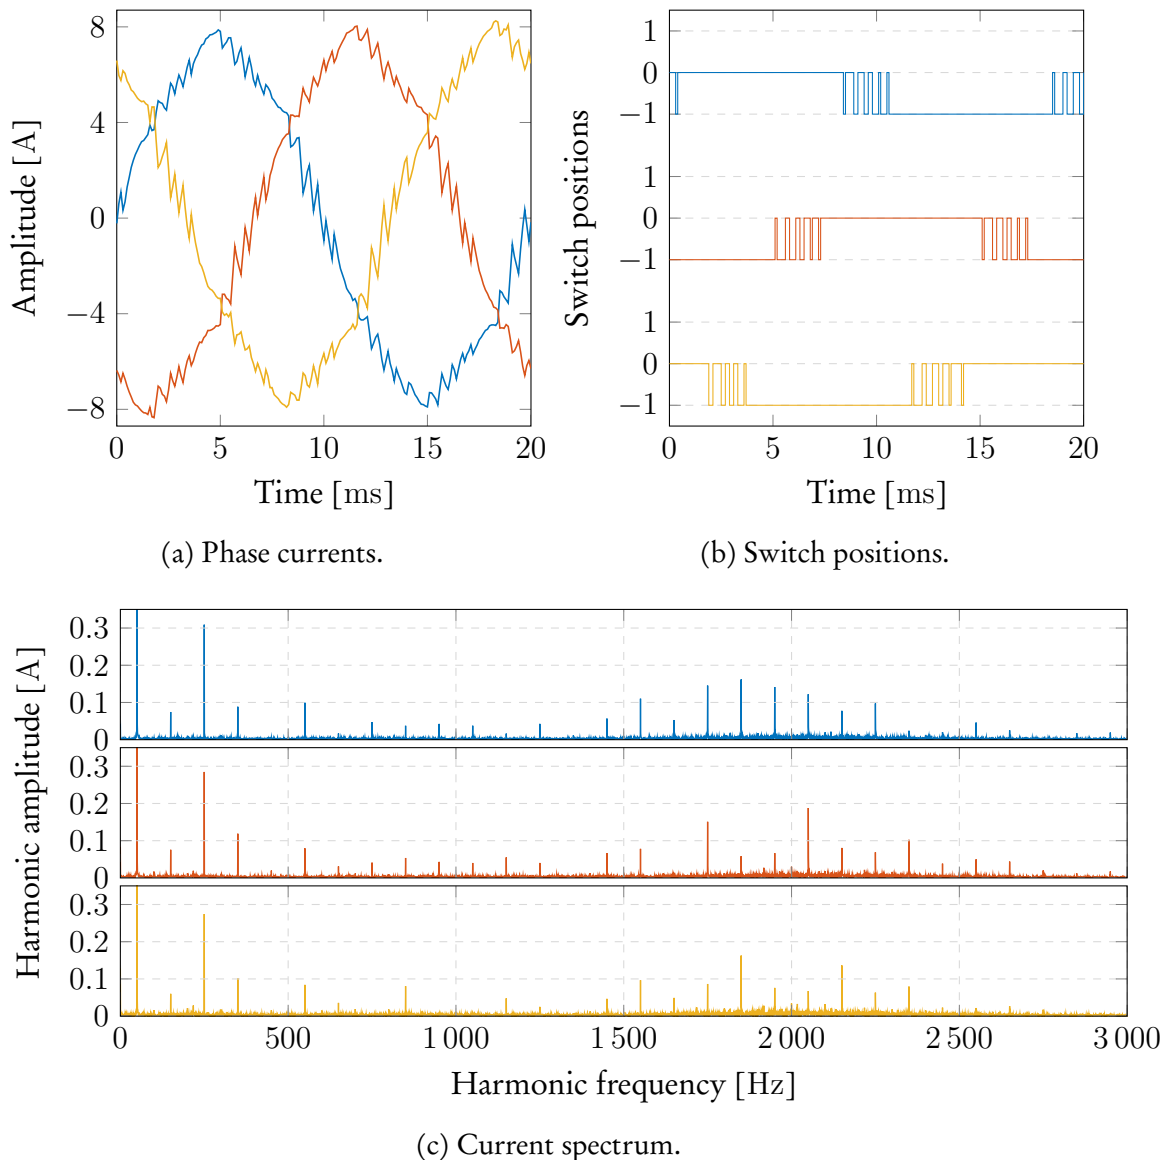 8
4
0
−4
−8
Amplitude [A]
0 5 10 15 20
Time [ms]
(a) Phase currents.
1
0
−1
1
0
−1
1
0
−1
Switch positions
0 5 10 15 20
Time [ms]
(b) Switch positions.
0.3
0.2
0.1
0
0.3
0.2
0.1
0
0.3
0.2
0.1
0
Harmonic amplitude [A]
0 500 1 000 1 500 2 000 2 500 3 000
Harmonic frequency [Hz]
(c) Current spectrum.